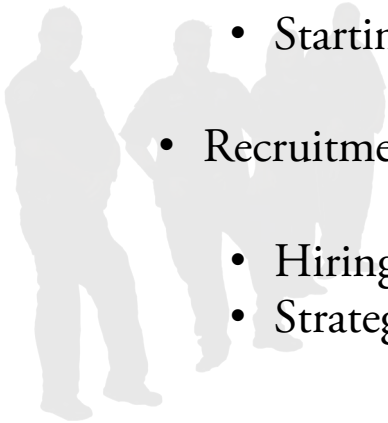 • Startin
• Recruitme
• Hiring
• Strateg